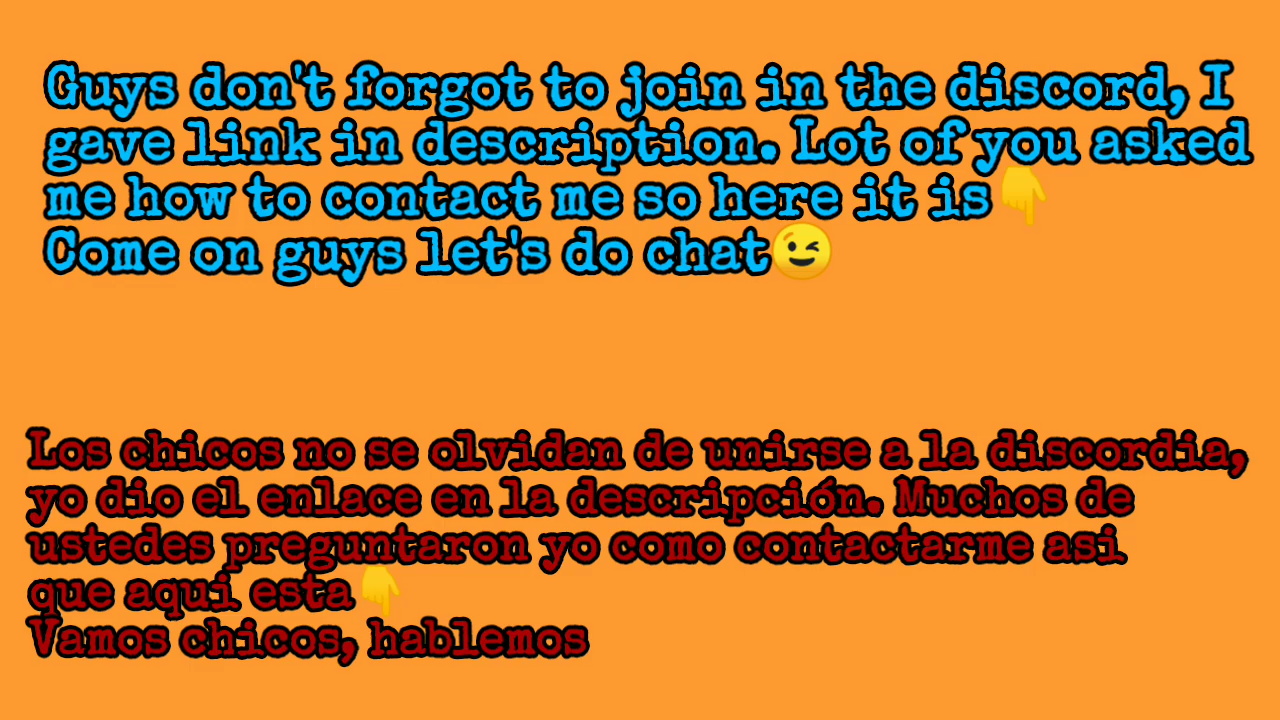 Guys don't forgot to join in the discord, I
gave link in description. Lot of you asked
me how to contact me so here it is👇
Come on guys let's do chat😉
Los chicos no se olvidan de unirse a la discordia,
yo dio el enlace en la descripción. Muchos de
ustedes preguntaron yo como contactarme asi
que aqui esta👇
Vamos chicos, hablemos